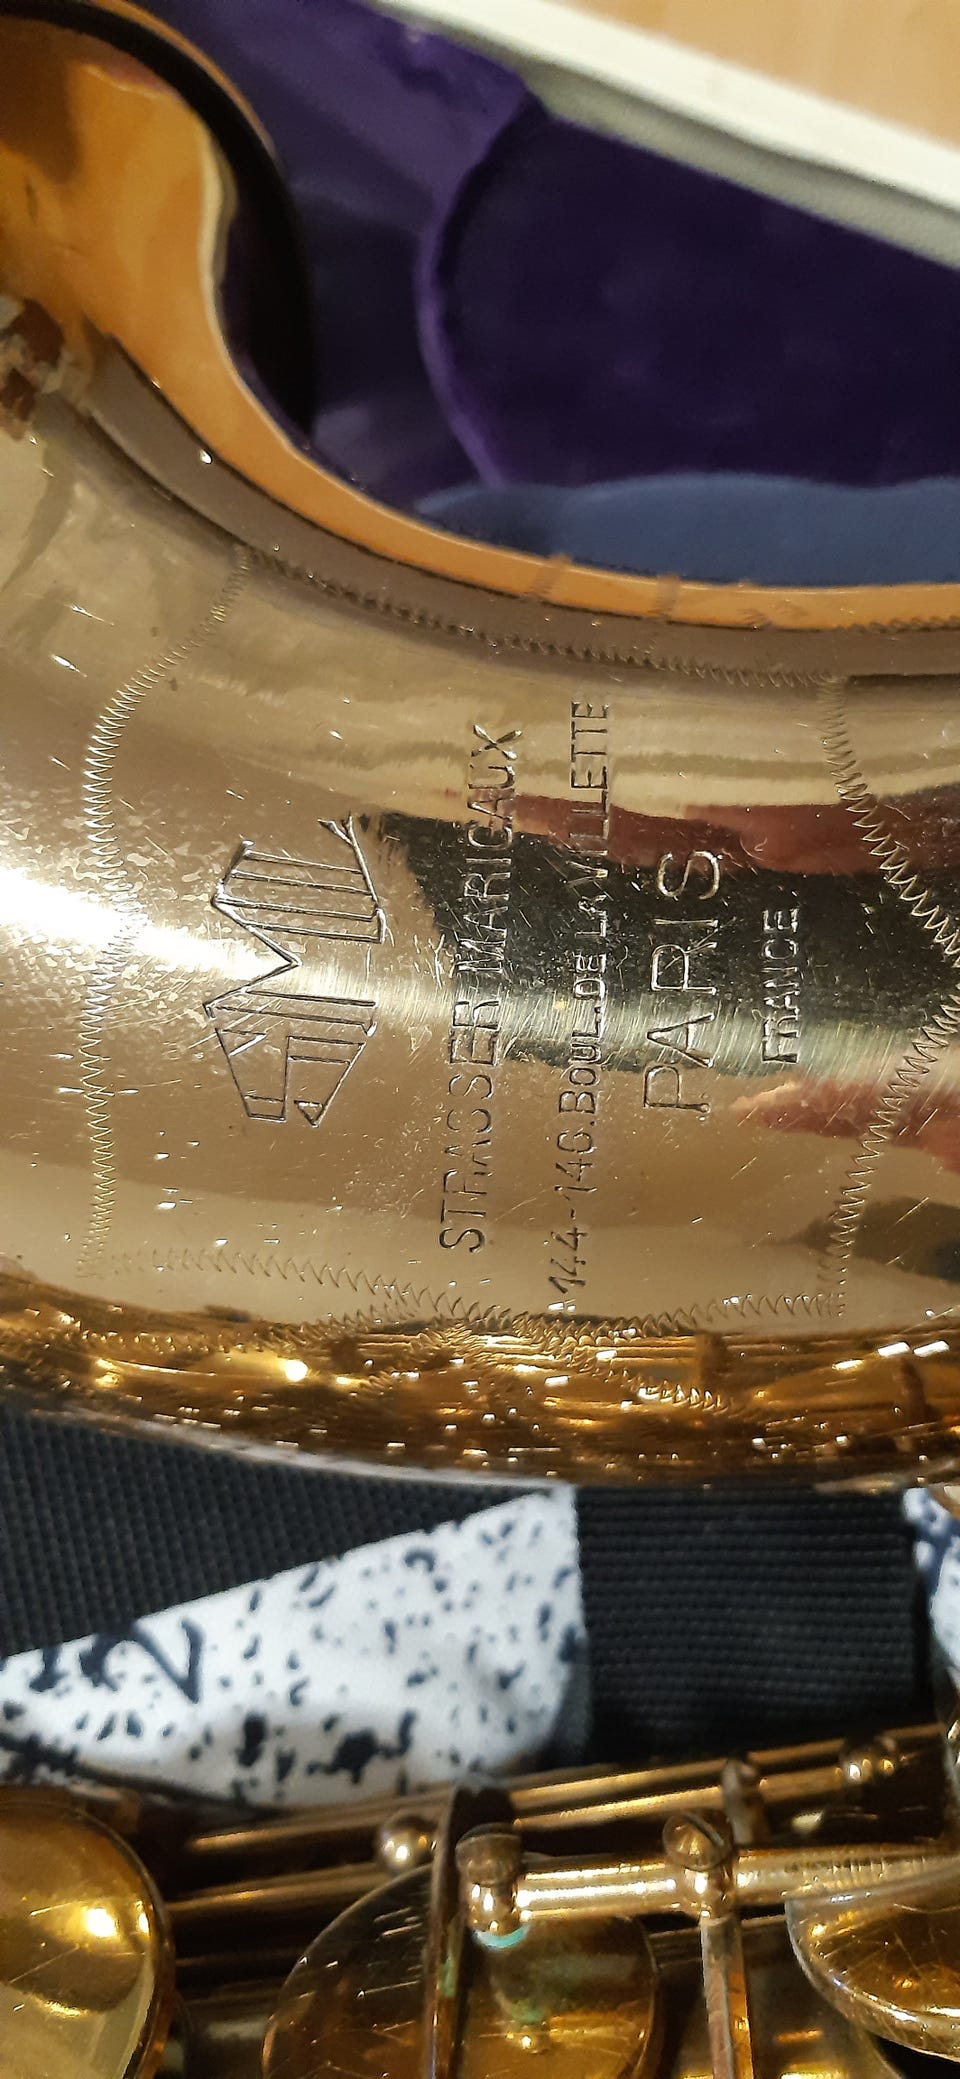 SML
STRASSER MARIGAUX
144-146.BOUL.DE LA VILLETTE
PARIS
FRANCE